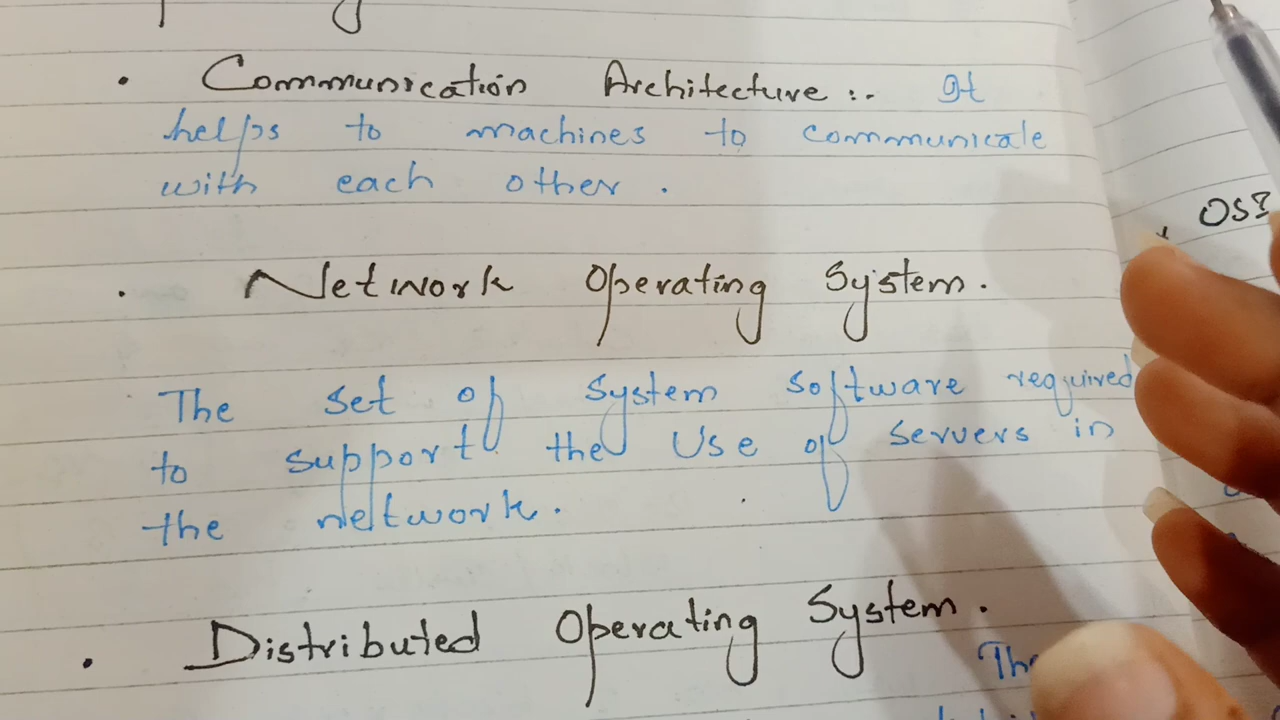 • Communication Architecture :- It
helps to machines to communicate
with each other .
• Network Operating System .
The set of system software required
to support the Use of servers in
the network .
• Distributed Operating System .
OS?